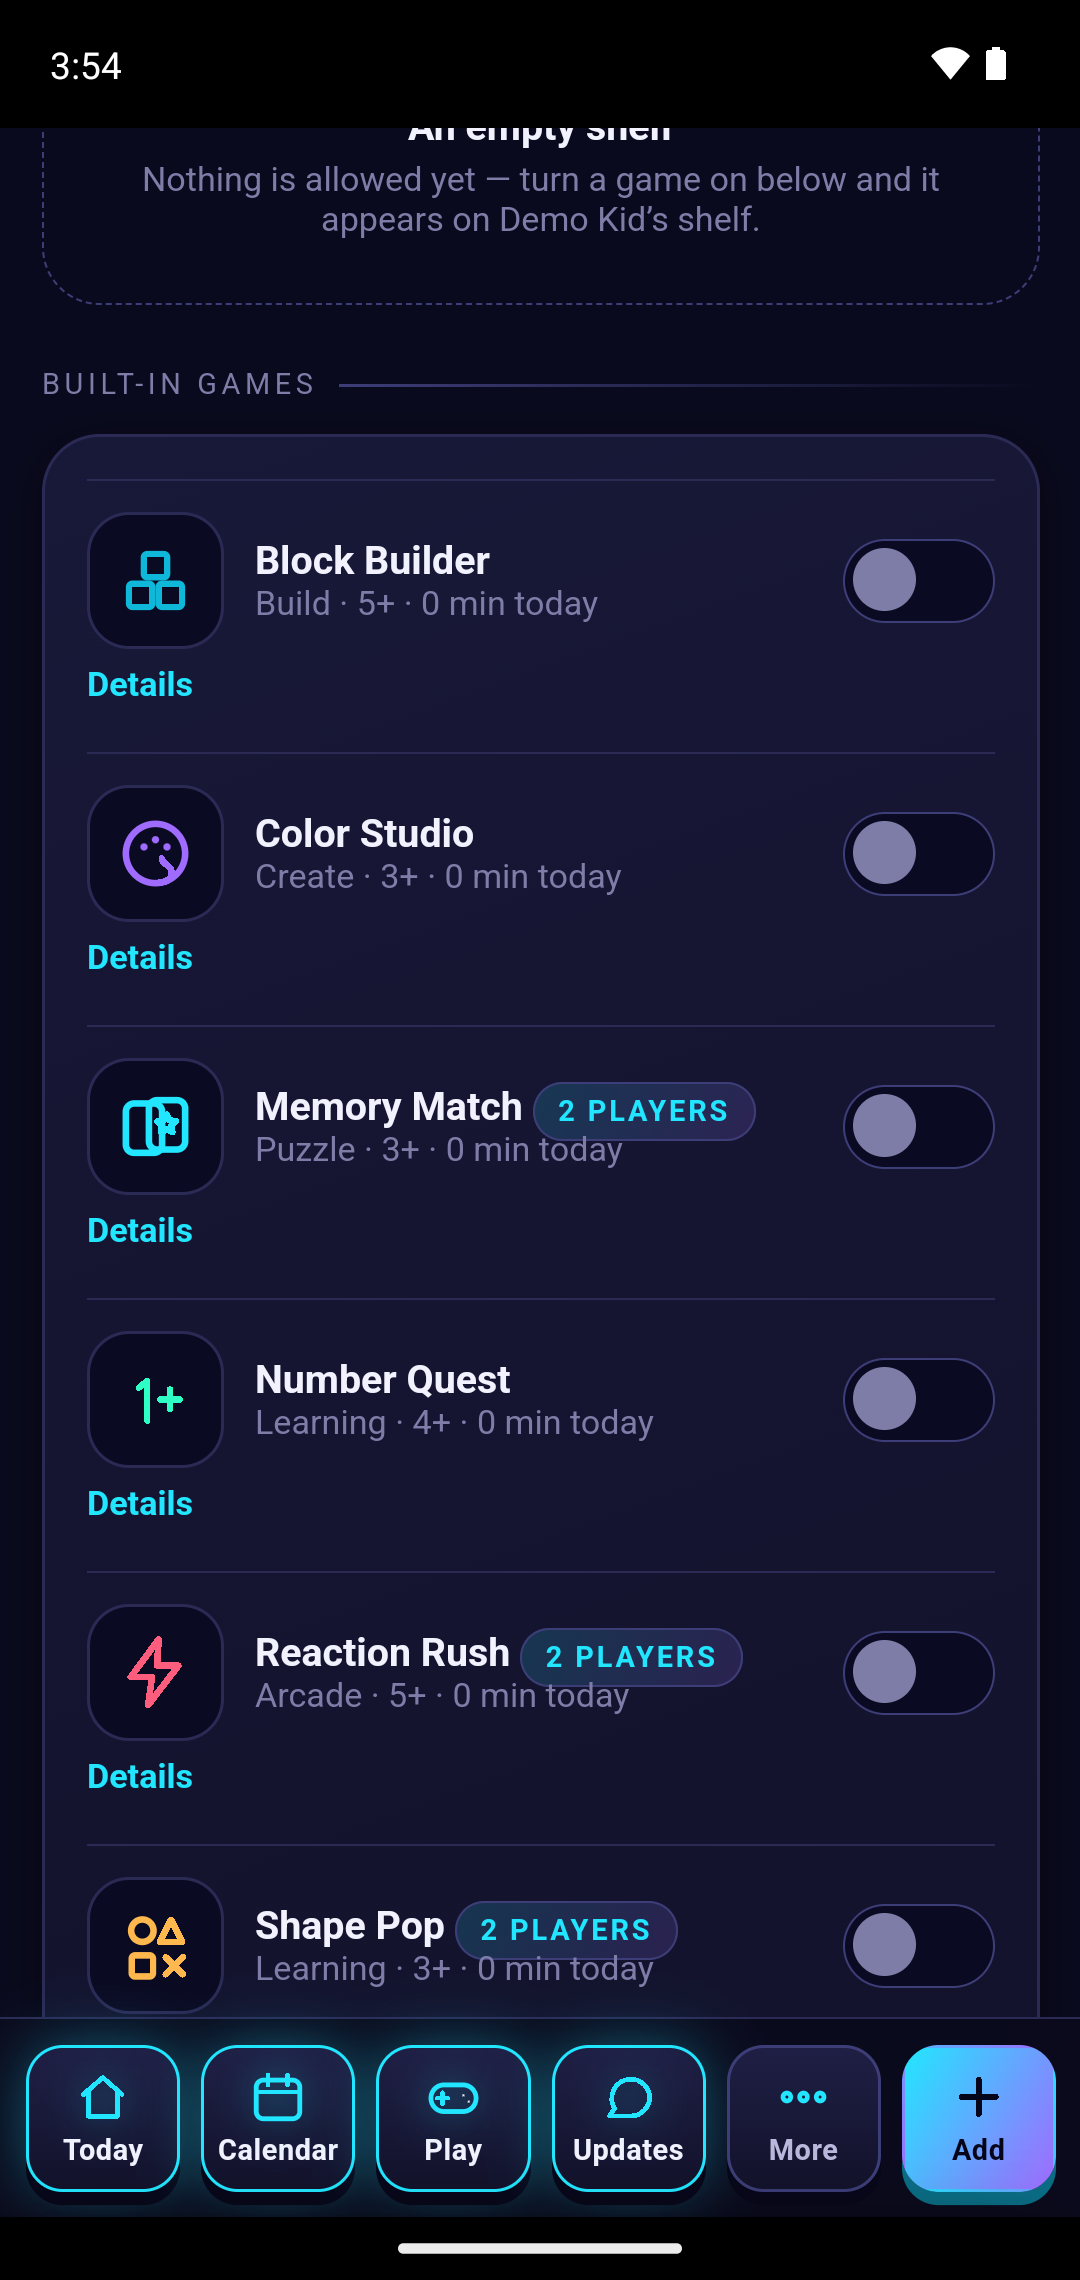 3:54
An empty shelf
Nothing is allowed yet — turn a game on below and it
appears on Demo Kid’s shelf.
BUILT-IN GAMES
Block Builder
Build · 5+ · 0 min today
Details
Color Studio
Create · 3+ · 0 min today
Details
Memory Match 2 PLAYERS
Puzzle · 3+ · 0 min today
Details
1+
Number Quest
Learning · 4+ · 0 min today
Details
Reaction Rush 2 PLAYERS
Arcade · 5+ · 0 min today
Details
Shape Pop 2 PLAYERS
Learning · 3+ · 0 min today
Today Calendar Play Updates More Add